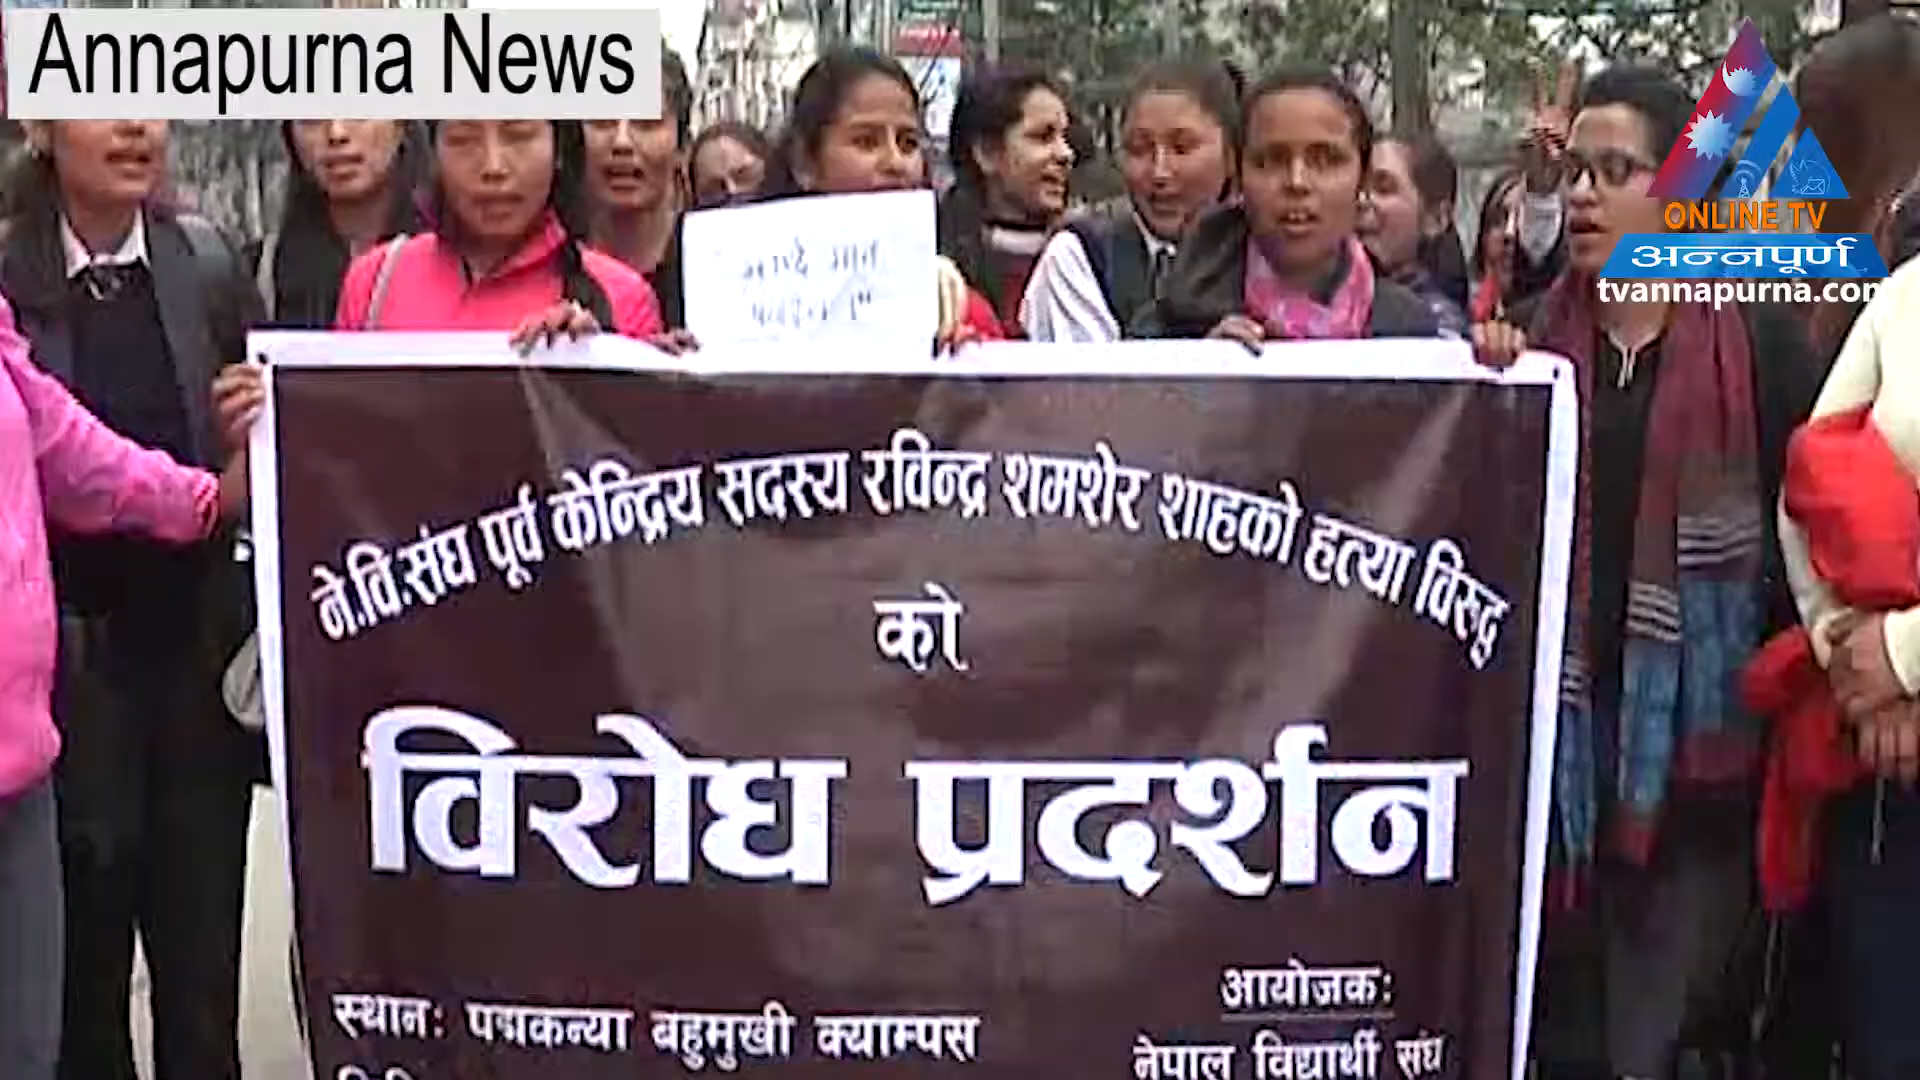 Annapurna News
ONLINE TV
अन्नपूर्ण
tvannapurna.com
ने.वि.संघ पूर्व केन्द्रिय सदस्य रविन्द्र शमशेर शाहको हत्या विरुद्ध
को
विरोध प्रदर्शन
स्थान: पद्मकन्या बहुमुखी क्याम्पस
आयोजक:
नेपाल विद्यार्थी संघ